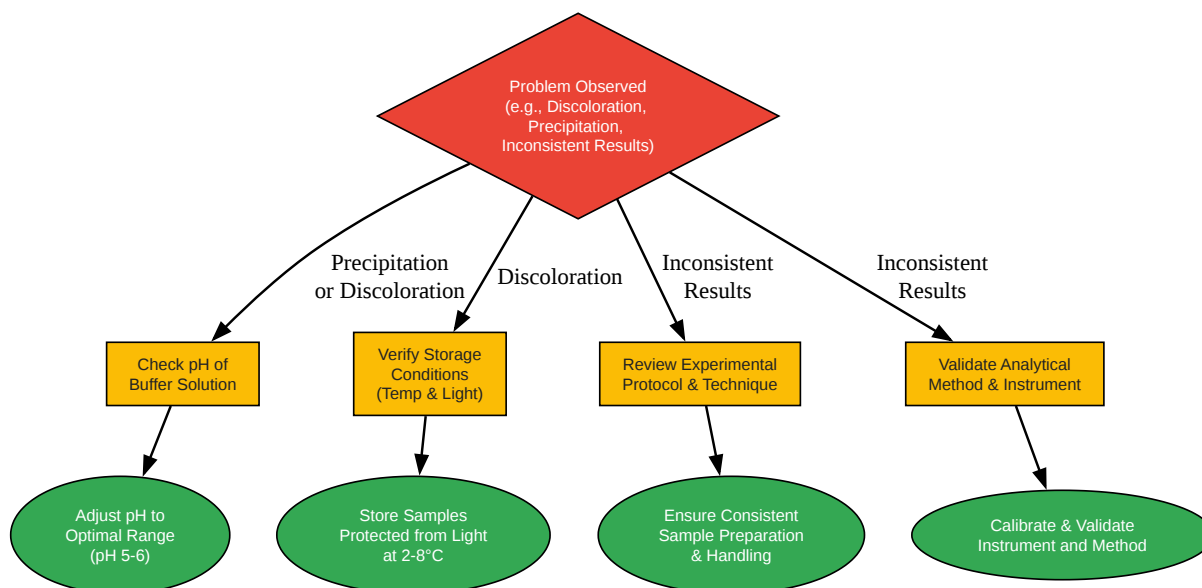 Problem Observed
(e.g., Discoloration,
Precipitation,
Inconsistent Results)
Precipitation
or Discoloration
Discoloration
Inconsistent
Results
Inconsistent
Results
Check pH of
Buffer Solution
Verify Storage
Conditions
(Temp & Light)
Review Experimental
Protocol & Technique
Validate Analytical
Method & Instrument
Adjust pH to
Optimal Range
(pH 5-6)
Store Samples
Protected from Light
at 2-8°C
Ensure Consistent
Sample Preparation
& Handling
Calibrate & Validate
Instrument and Method